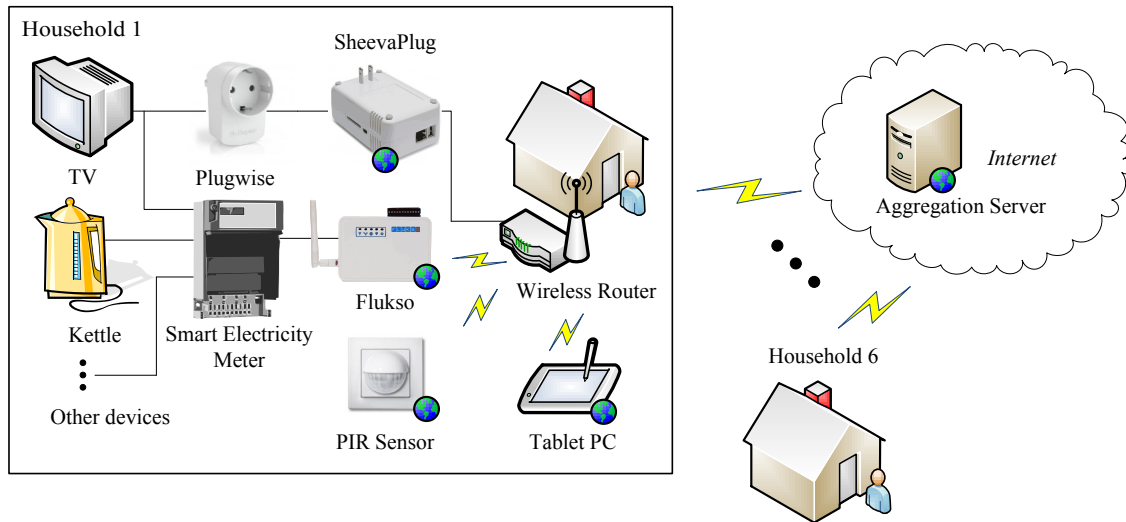 Household 1
SheevaPlug
TV
Plugwise
Internet
Aggregation Server
Kettle
Smart Electricity
Meter
Flukso
Wireless Router
Other devices
PIR Sensor
Tablet PC
Household 6